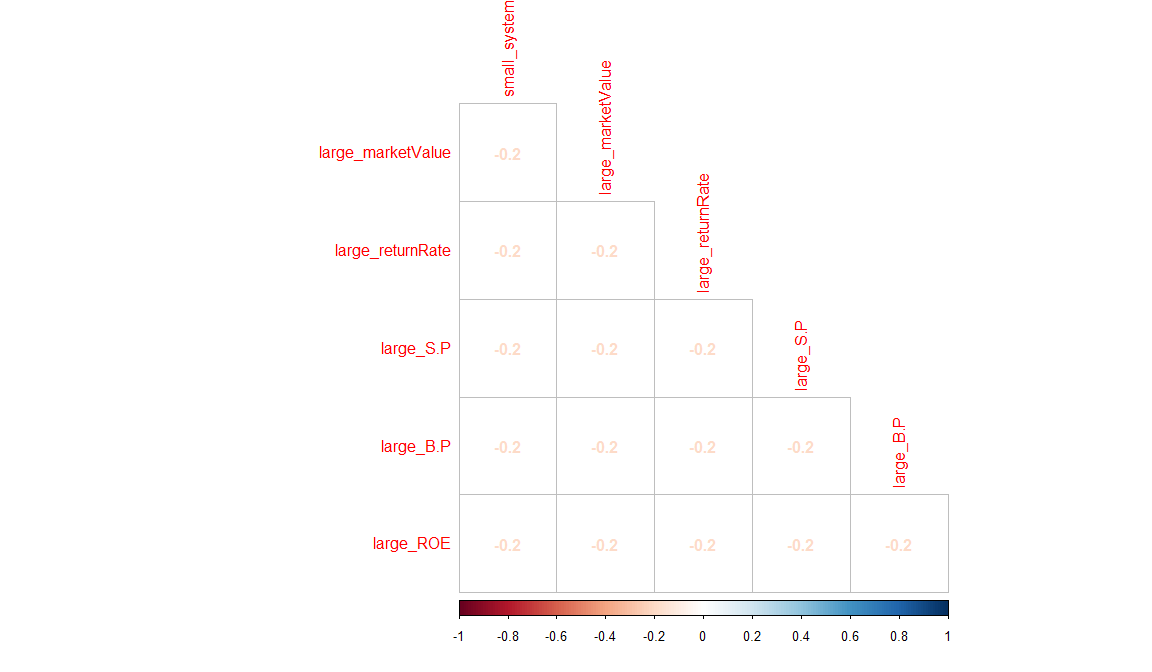 small_system
large_marketValue
large_returnRate
large_S.P
large_B.P
large_marketValue -0.2
large_returnRate -0.2 -0.2
large_S.P -0.2 -0.2 -0.2
large_B.P -0.2 -0.2 -0.2 -0.2
large_ROE -0.2 -0.2 -0.2 -0.2 -0.2
-1 -0.8 -0.6 -0.4 -0.2 0 0.2 0.4 0.6 0.8 1